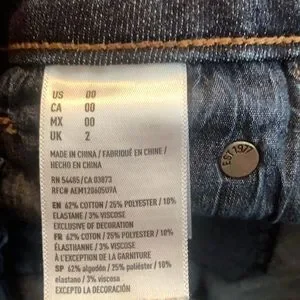 US 00
CA 00
MX 00
UK 2
MADE IN CHINA / FABRIQUÉ EN CHINE /
HECHO EN CHINA
RN 54485/CA 03873
RFC# AEM1206059U9A
EN 62% COTTON / 25% POLYESTER / 10%
ELASTANE / 3% VISCOSE
EXCLUSIVE OF DECORATION
FR 62% COTTON / 25% POLYESTER / 10%
ÉLASTHANNE / 3% VISCOSE
À L'EXCEPTION DE LA GARNITURE
SP 62% algodón / 25% poliéster / 10%
elastano / 3% viscose
EXCEPTO LA DECORACIÓN
EST 1977